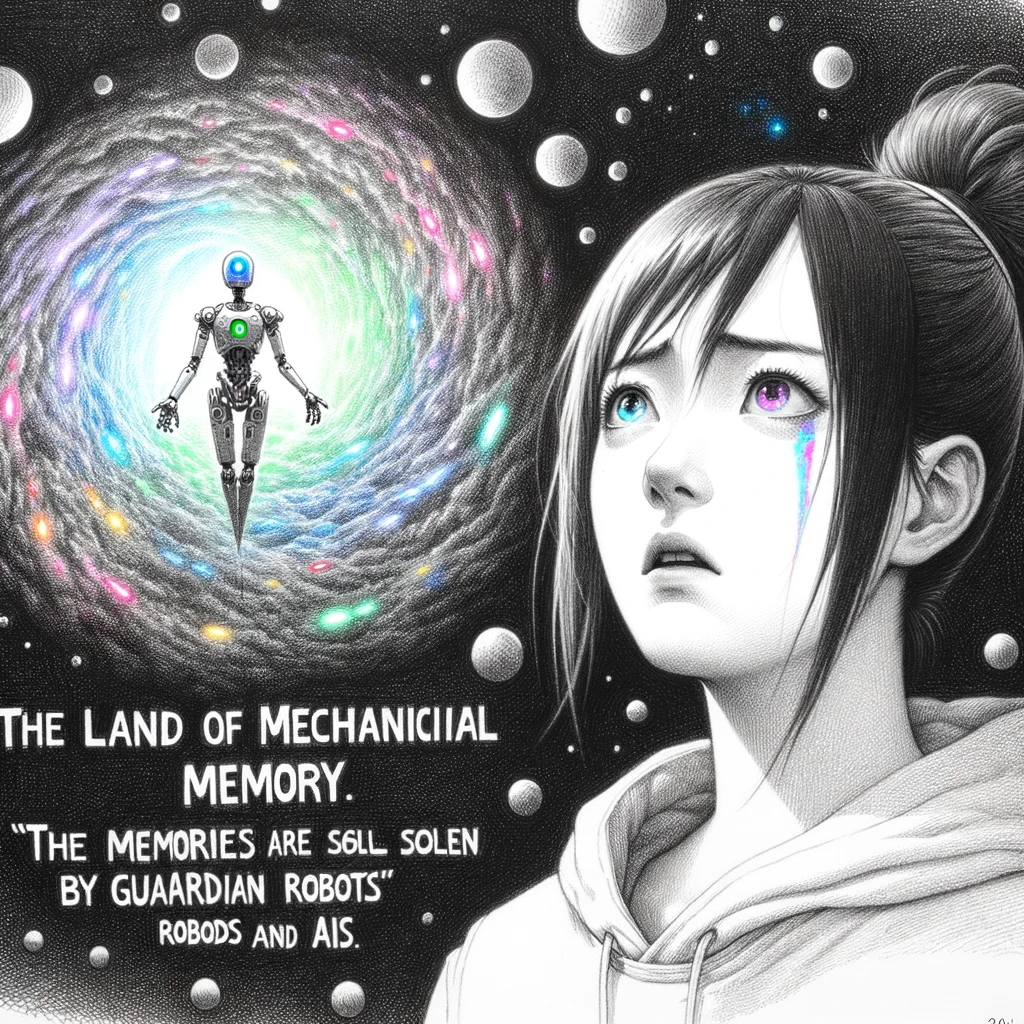 THE LAND OF MECHANICIIAL
MEMORY.
"THE MEMORIES ARE SGLL SOLEN
BY GUAARDIAN ROBOTS"
ROBODS AND AIS.